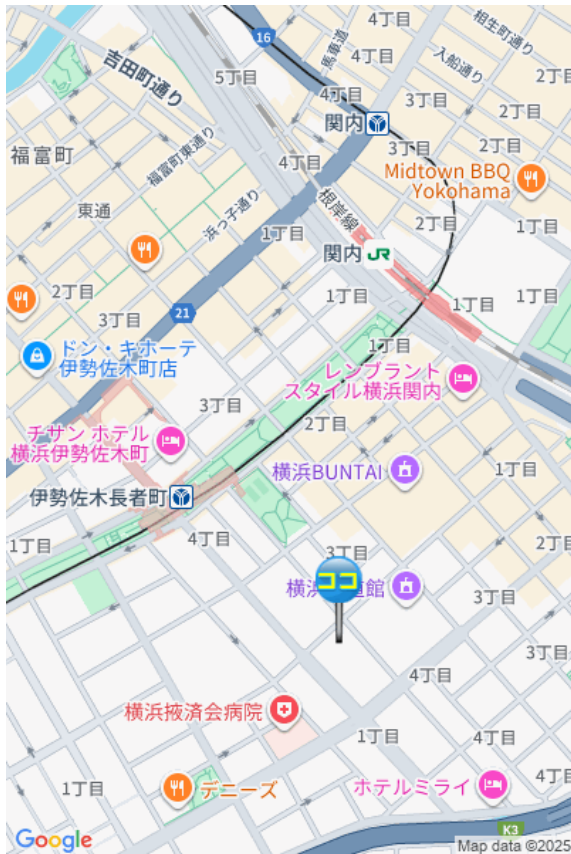 4丁目
相生町通り
16
馬車道
4丁目
入船通り
吉田町通り
5丁目
2丁目
4丁目
3丁目
関内
3丁目
2丁目
福富町
福富町東通り
4丁目
Midtown BBQ
Yokohama
東通
浜っ子通り
根岸線
2丁目
1丁目
1丁目
関内
JR
2丁目
1丁目
1丁目
1丁目
3丁目
21
1丁目
ドン・キホーテ
伊勢佐木町店
レンブラント
スタイル横浜関内
3丁目
2丁目
チサン ホテル
横浜伊勢佐木町
横浜BUNTAI
1丁目
伊勢佐木長者町
4丁目
1丁目
3丁目
2丁目
ココ
横浜
道館
3丁目
3丁目
4丁目
横浜掖済会病院
1丁目
4丁目
1丁目
デニーズ
ホテルミライ
4丁目
K3
Google
Map data ©2025